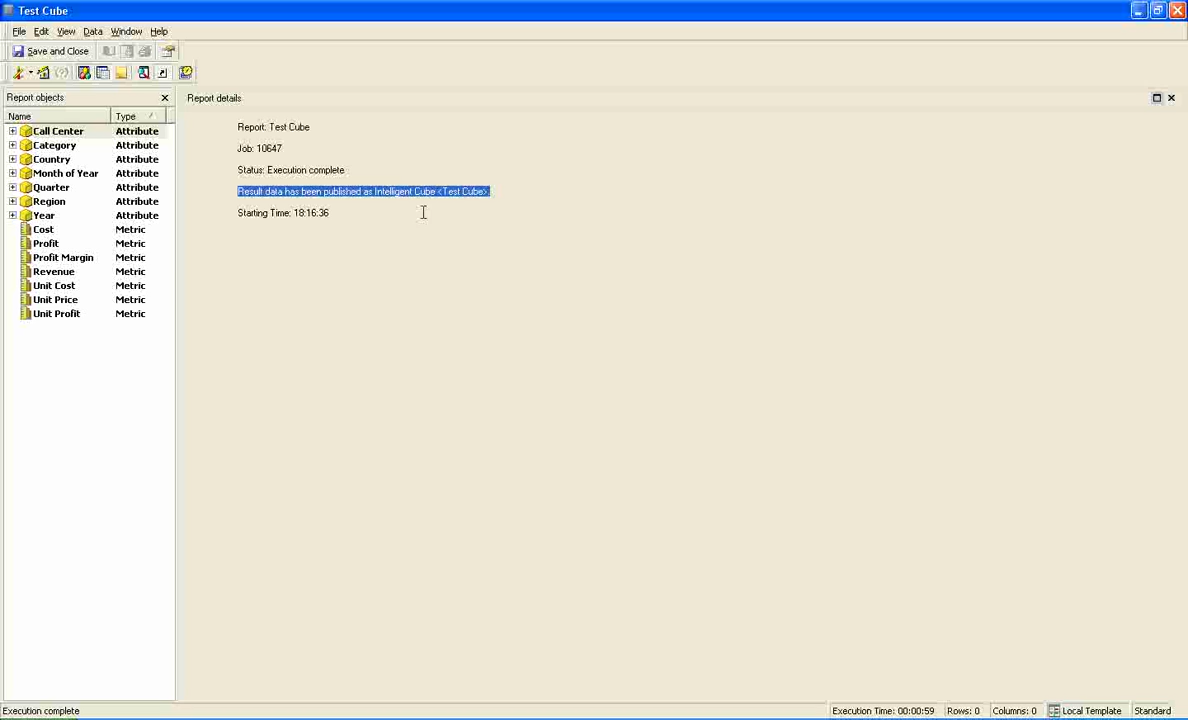 Test Cube
File Edit View Data Window Help
Save and Close
Report objects
Name Type
Call Center Attribute
Category Attribute
Country Attribute
Month of Year Attribute
Quarter Attribute
Region Attribute
Year Attribute
Cost Metric
Profit Metric
Profit Margin Metric
Revenue Metric
Unit Cost Metric
Unit Price Metric
Unit Profit Metric
Report details
Report: Test Cube
Job: 10647
Status: Execution complete
Result data has been published as Intelligent Cube <Test Cube>.
Starting Time: 18:16:36
Execution complete Execution Time: 00:00:59 Rows: 0 Columns: 0 Local Template Standard